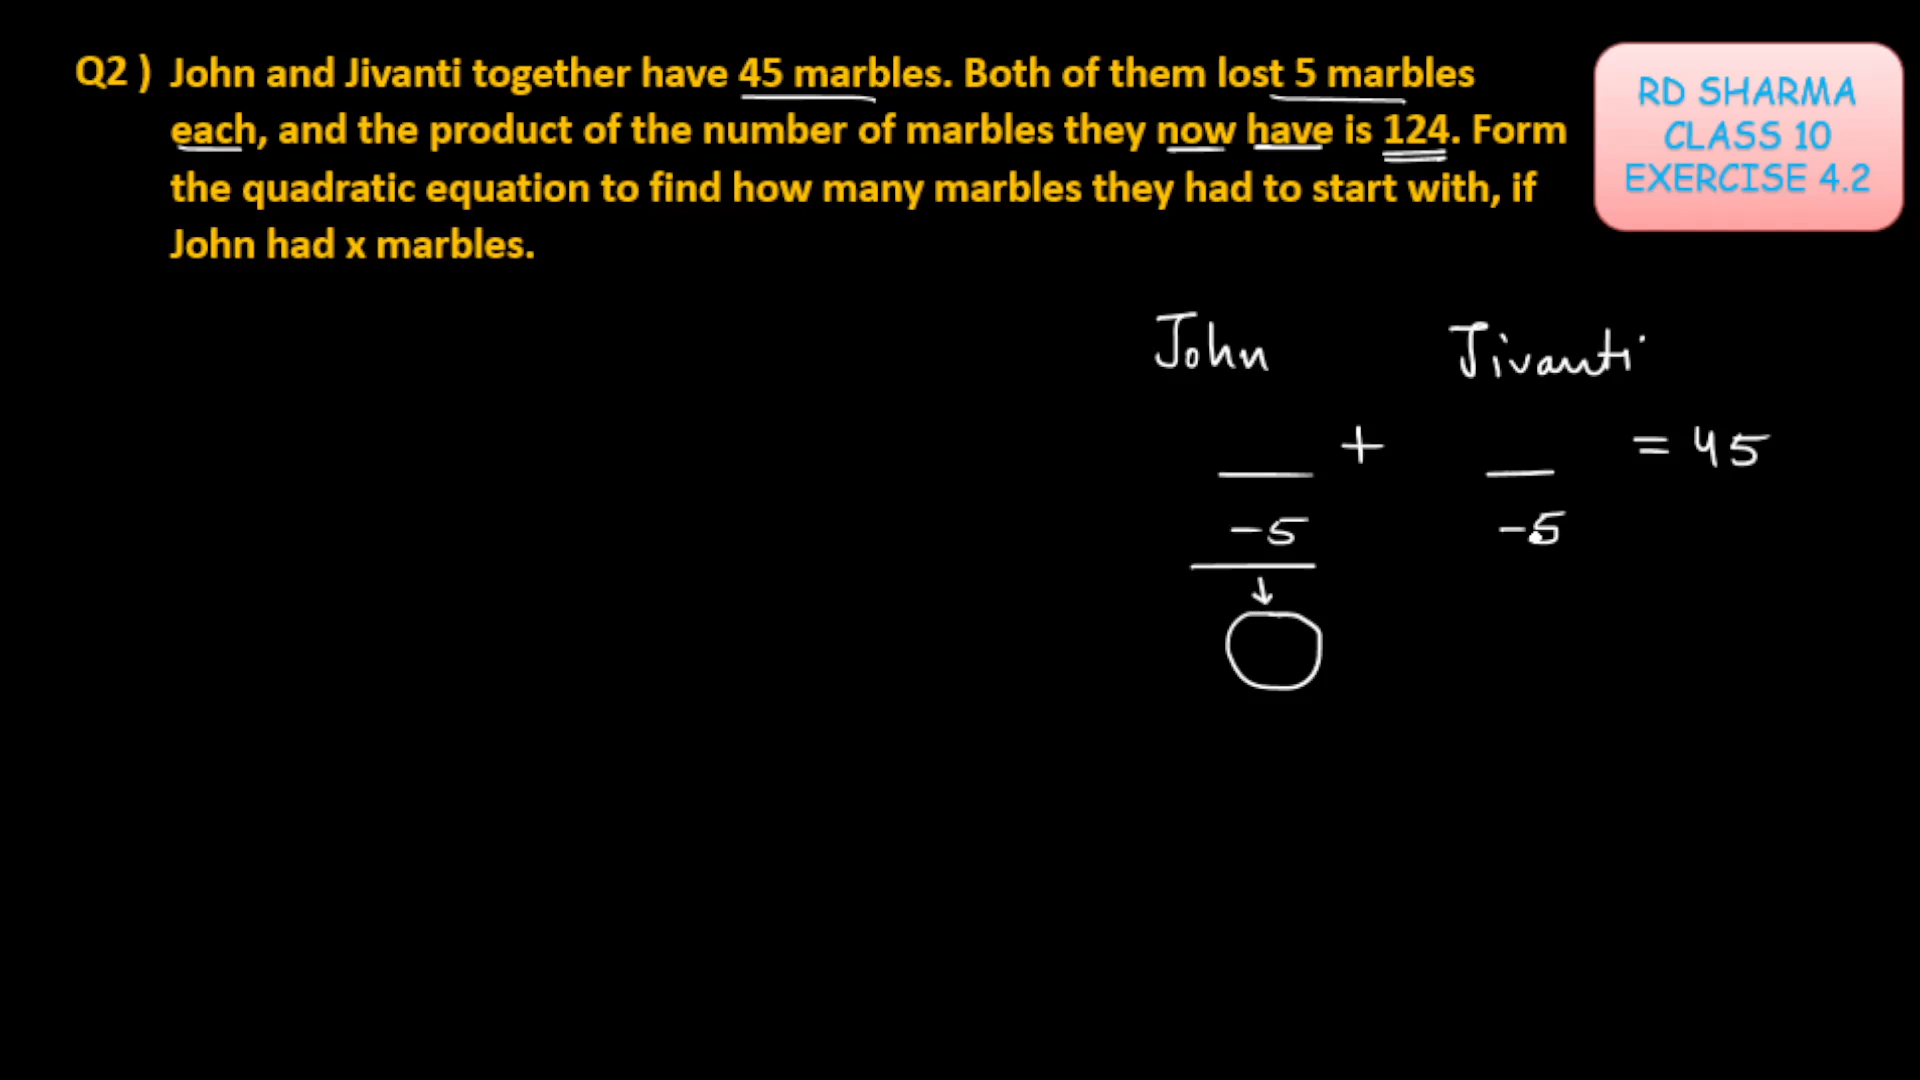 Q2 ) John and Jivanti together have 45 marbles. Both of them lost 5 marbles
each, and the product of the number of marbles they now have is 124. Form
the quadratic equation to find how many marbles they had to start with, if
John had x marbles.
RD SHARMA
CLASS 10
EXERCISE 4.2
John Jivanti
+ = 45
-5 -5